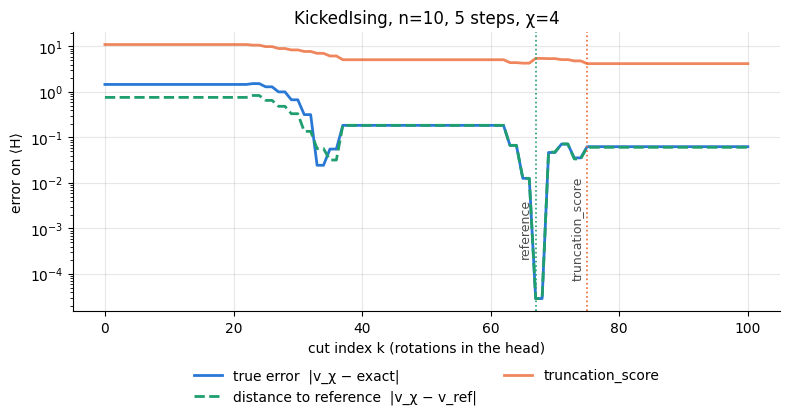 KickedIsing, n=10, 5 steps, χ=4
error on ⟨H⟩
10¹
10⁰
10⁻¹
10⁻²
10⁻³
10⁻⁴
reference
truncation_score
0
20
40
60
80
100
cut index k (rotations in the head)
true error |v_χ − exact|
distance to reference |v_χ − v_ref|
truncation_score